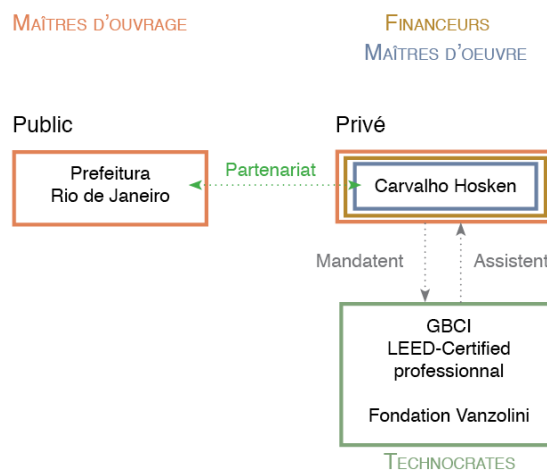 MAÎTRES D'OUVRAGE
FINANCEURS
MAÎTRES D'OEUVRE
Public
Privé
Prefeitura
Rio de Janeiro
Partenariat
Carvalho Hosken
Mandatent
Assistent
GBCI
LEED-Certified
professionnal
Fondation Vanzolini
TECHNOCRATES